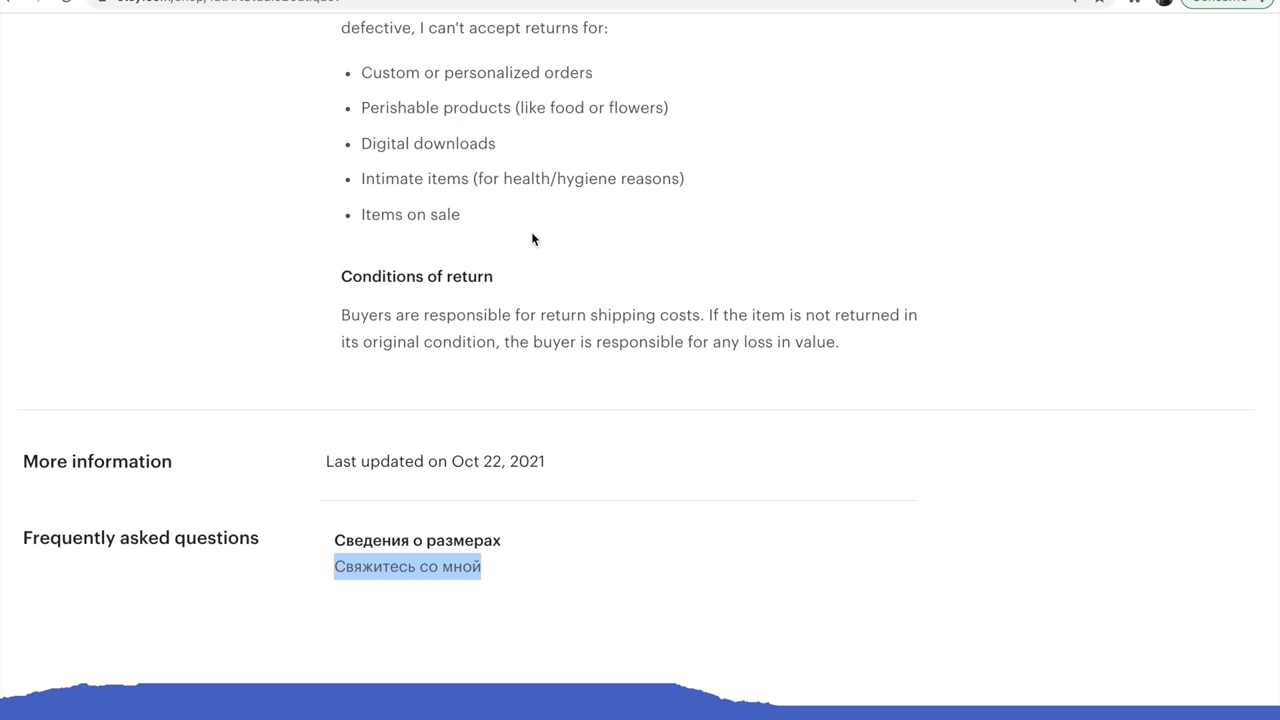 defective, I can't accept returns for:
• Custom or personalized orders
• Perishable products (like food or flowers)
• Digital downloads
• Intimate items (for health/hygiene reasons)
• Items on sale
Conditions of return
Buyers are responsible for return shipping costs. If the item is not returned in
its original condition, the buyer is responsible for any loss in value.
More information
Last updated on Oct 22, 2021
Frequently asked questions
Сведения о размерах
Свяжитесь со мной